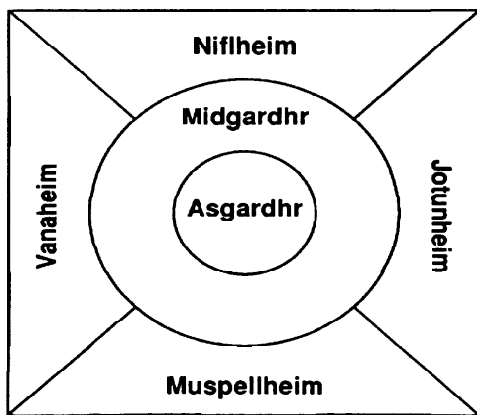 Niflheim
Midgardhr
Asgardhr
Vanaheim
Jotunheim
Muspellheim